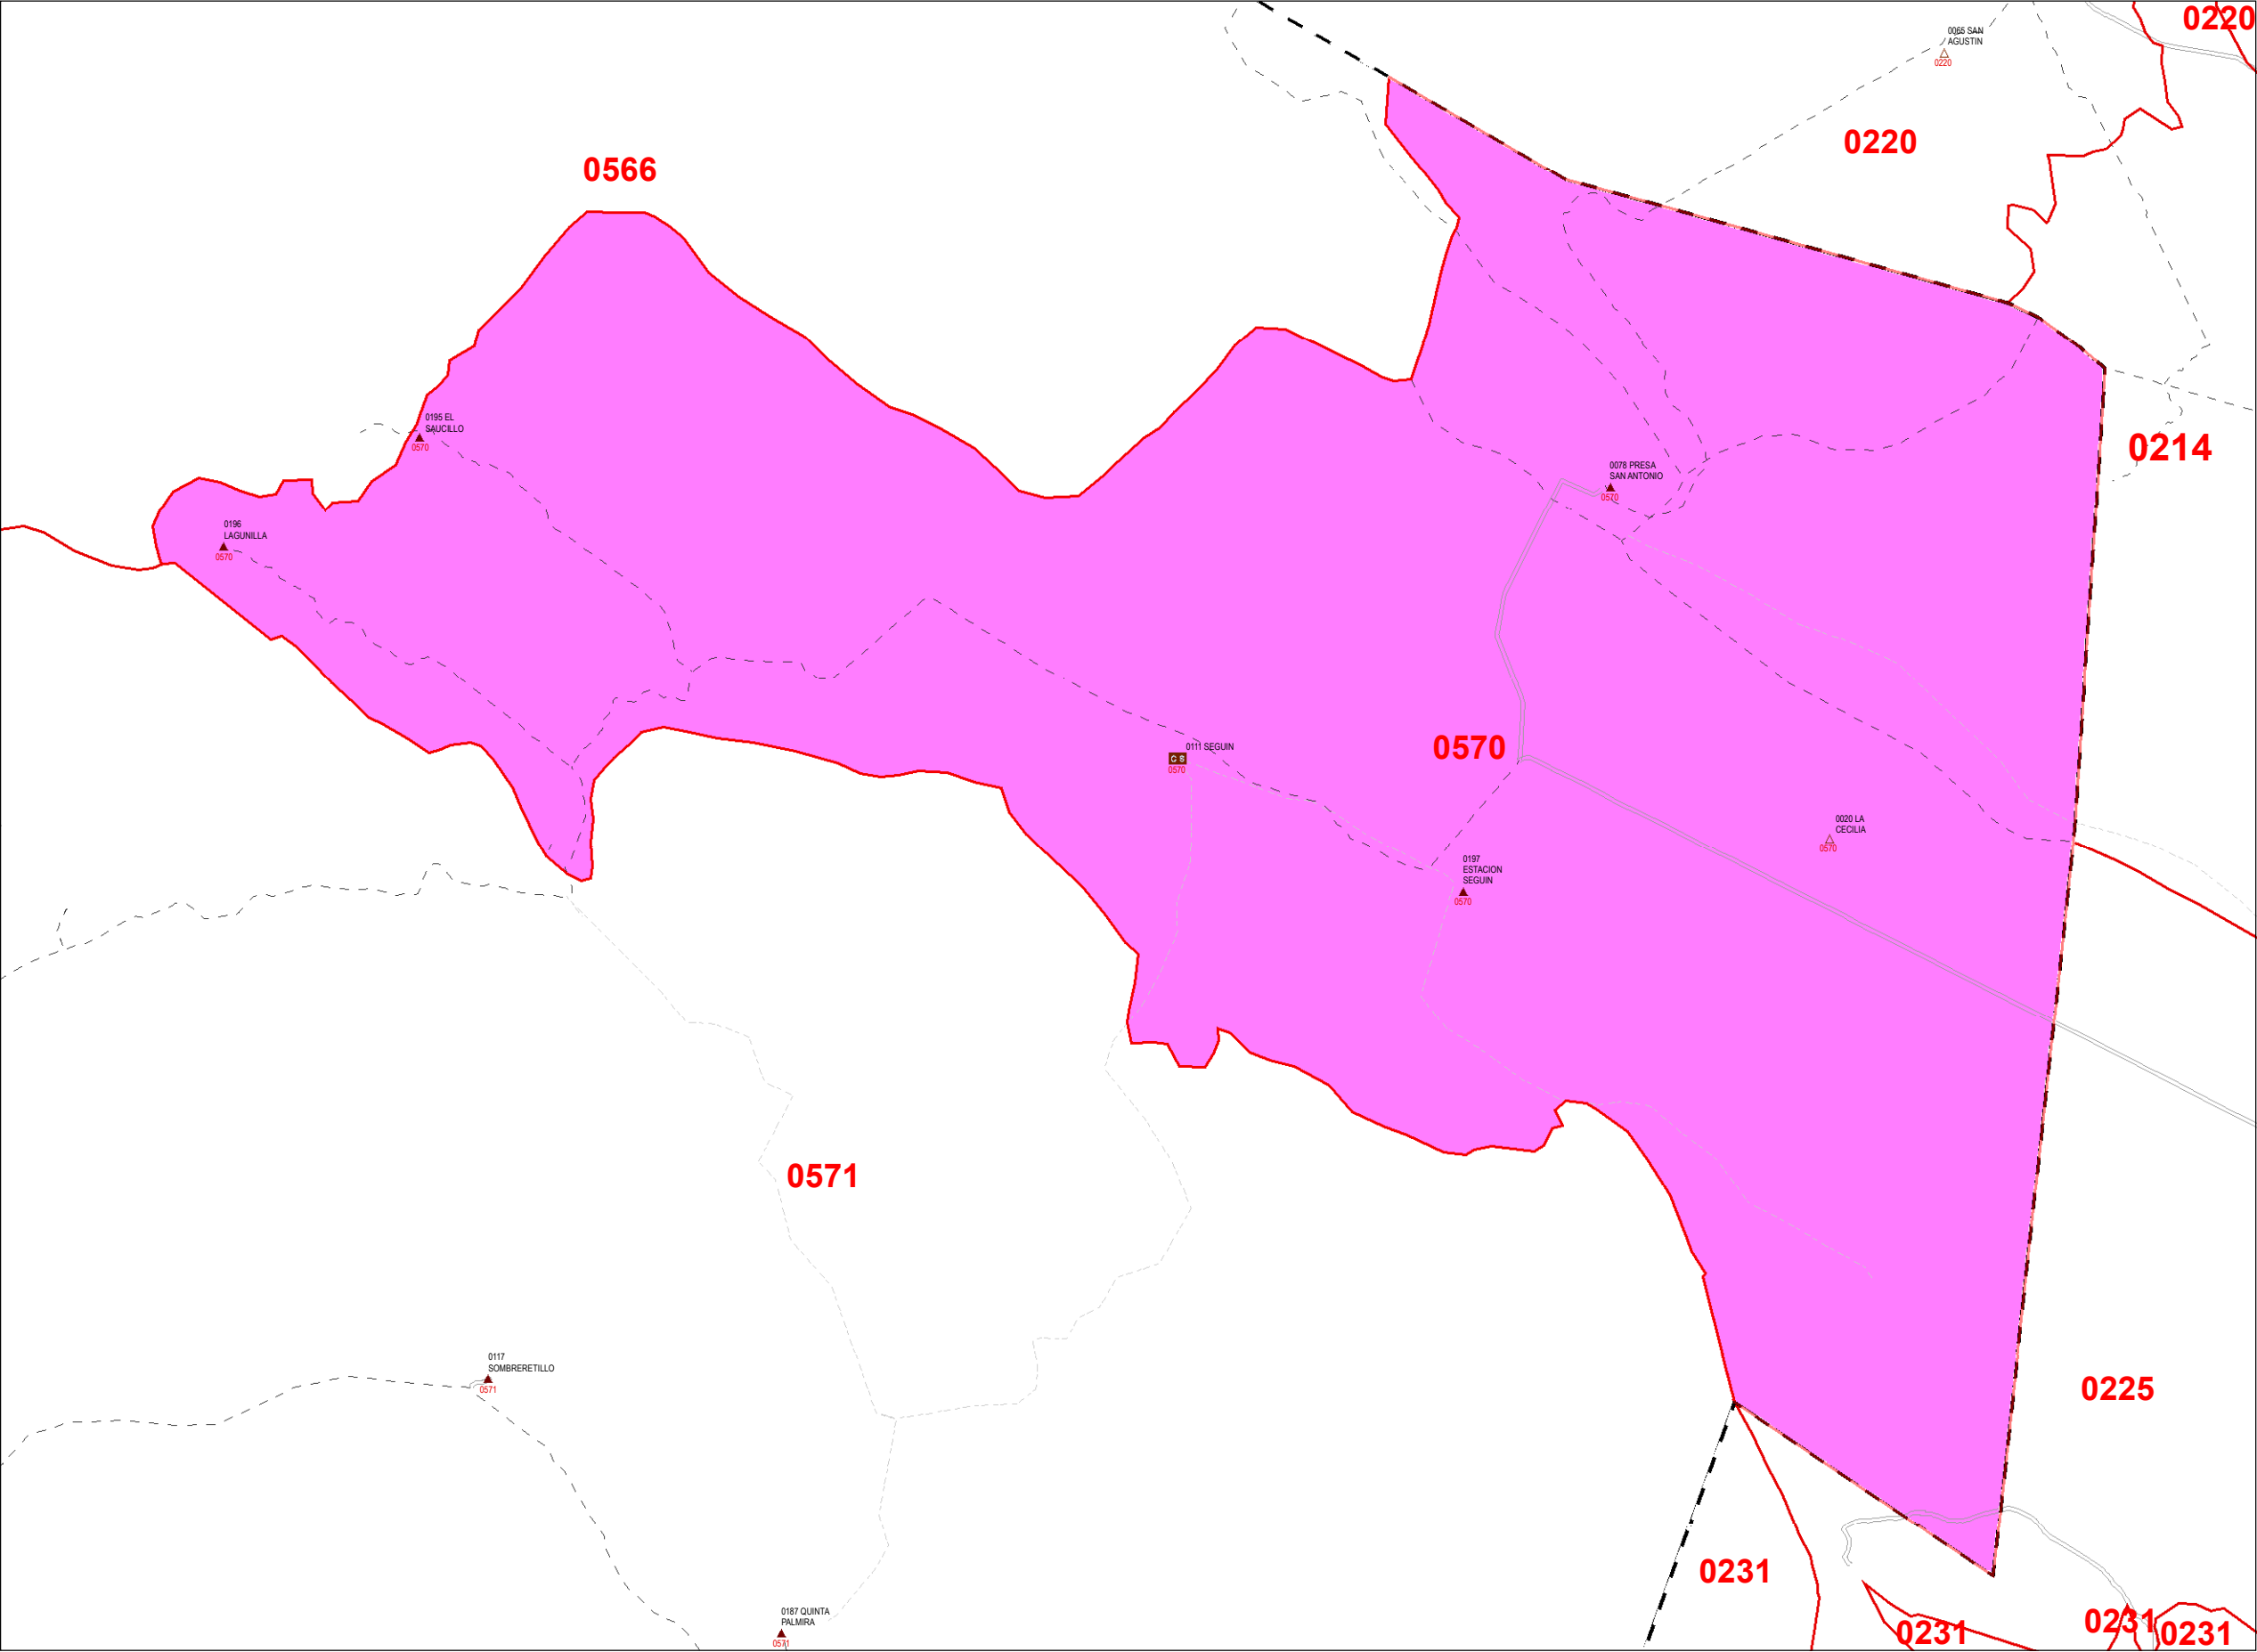 0220
0065 SAN
AGUSTIN
0220
0220
0566
0195 EL
SAUCILLO
0570
0214
0078 PRESA
SAN ANTONIO
0570
0196
LAGUNILLA
0570
0111 SEGUIN
C S
0570
0570
0020 LA
CECILIA
0570
0197
ESTACION
SEGUIN
0570
0571
0117
SOMBRERETILLO
0571
0225
0231
0187 QUINTA
PALMIRA
0571
0231
0231
0231